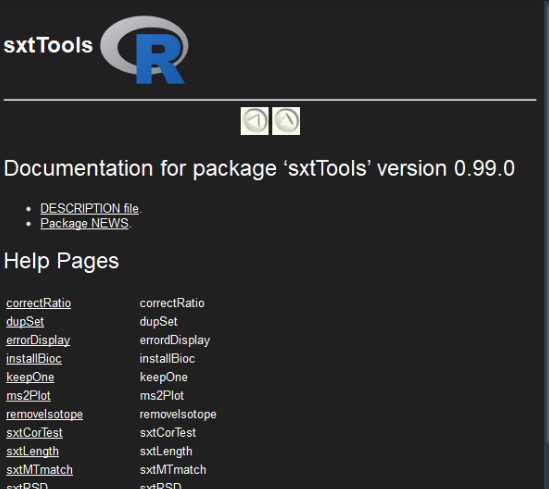 sxtTools R
Documentation for package ‘sxtTools’ version 0.99.0
DESCRIPTION file.
Package NEWS.
Help Pages
correctRatio correctRatio
dupSet dupSet
errorDisplay errordDisplay
installBioc installBioc
keepOne keepOne
ms2Plot ms2Plot
removeIsotope removeIsotope
sxtCorTest sxtCorTest
sxtLength sxtLength
sxtMTmatch sxtMTmatch
sxtRSD sxtRSD